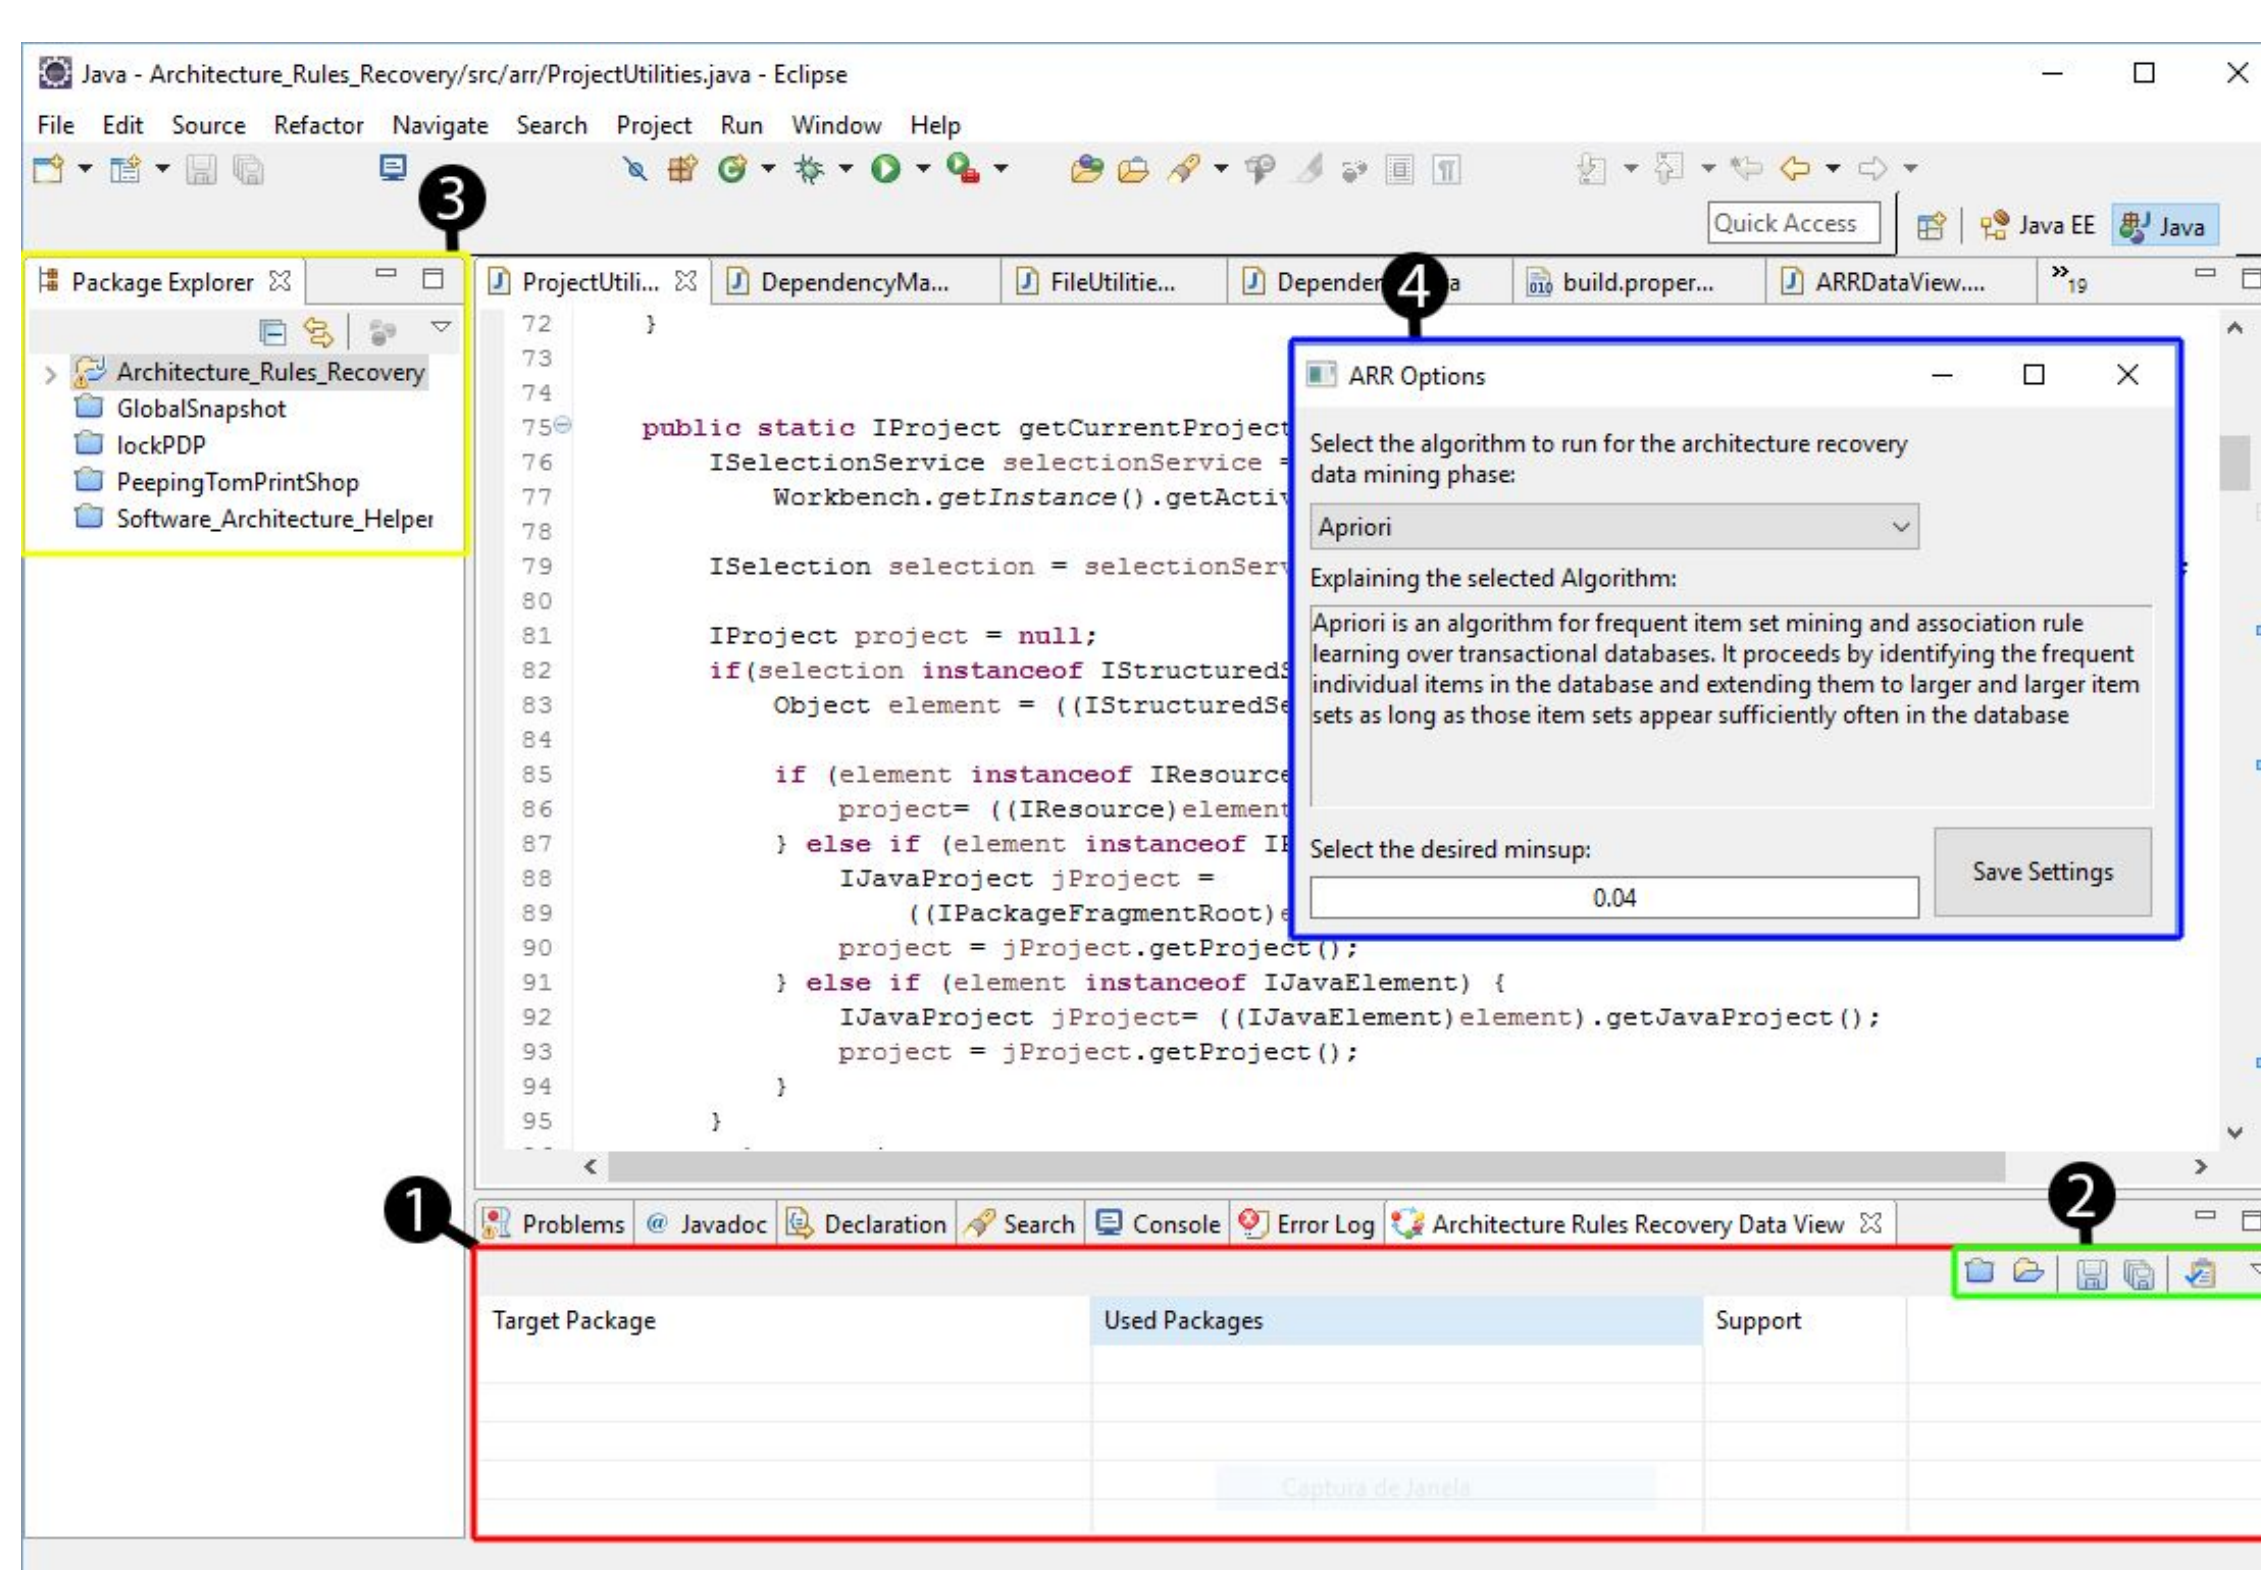 Java - Architecture_Rules_Recovery/src/arr/ProjectUtilities.java - Eclipse
File Edit Source Refactor Navigate Search Project Run Window Help
3
Quick Access Java EE Java
Package Explorer
Architecture_Rules_Recovery
GlobalSnapshot
lockPDP
PeepingTomPrintShop
Software_Architecture_Helper
ProjectUtili... DependencyMa... FileUtilitie... Depender 4 a build.proper... ARRDataView.... »19
72 }
73
74
75 public static IProject getCurrentProject
76 ISelectionService selectionService =
77 Workbench.getInstance().getActiv
78
79 ISelection selection = selectionServ ;
80
81 IProject project = null;
82 if(selection instanceof IStructuredS
83 Object element = ((IStructuredSe
84
85 if (element instanceof IResource
86 project= ((IResource)element
87 } else if (element instanceof IP
88 IJavaProject jProject =
89 ((IPackageFragmentRoot)e
90 project = jProject.getProject();
91 } else if (element instanceof IJavaElement) {
92 IJavaProject jProject= ((IJavaElement)element).getJavaProject();
93 project = jProject.getProject();
94 }
95 }
ARR Options
Select the algorithm to run for the architecture recovery
data mining phase:
Apriori
Explaining the selected Algorithm:
Apriori is an algorithm for frequent item set mining and association rule
learning over transactional databases. It proceeds by identifying the frequent
individual items in the database and extending them to larger and larger item
sets as long as those item sets appear sufficiently often in the database
Select the desired minsup:
0.04
Save Settings
1
2
Problems @ Javadoc Declaration Search Console Error Log Architecture Rules Recovery Data View
Target Package Used Packages Support
Captura de Janela